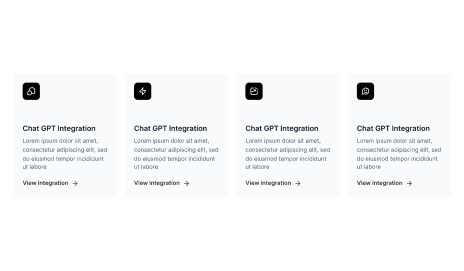 Chat GPT Integration
Lorem ipsum dolor sit amet,
consectetur adipiscing elit, sed
do eiusmod tempor incididunt
ut labore
View integration →
Chat GPT Integration
Lorem ipsum dolor sit amet,
consectetur adipiscing elit, sed
do eiusmod tempor incididunt
ut labore
View integration →
Chat GPT Integration
Lorem ipsum dolor sit amet,
consectetur adipiscing elit, sed
do eiusmod tempor incididunt
ut labore
View integration →
Chat GPT Integration
Lorem ipsum dolor sit amet,
consectetur adipiscing elit, sed
do eiusmod tempor incididunt
ut labore
View integration →